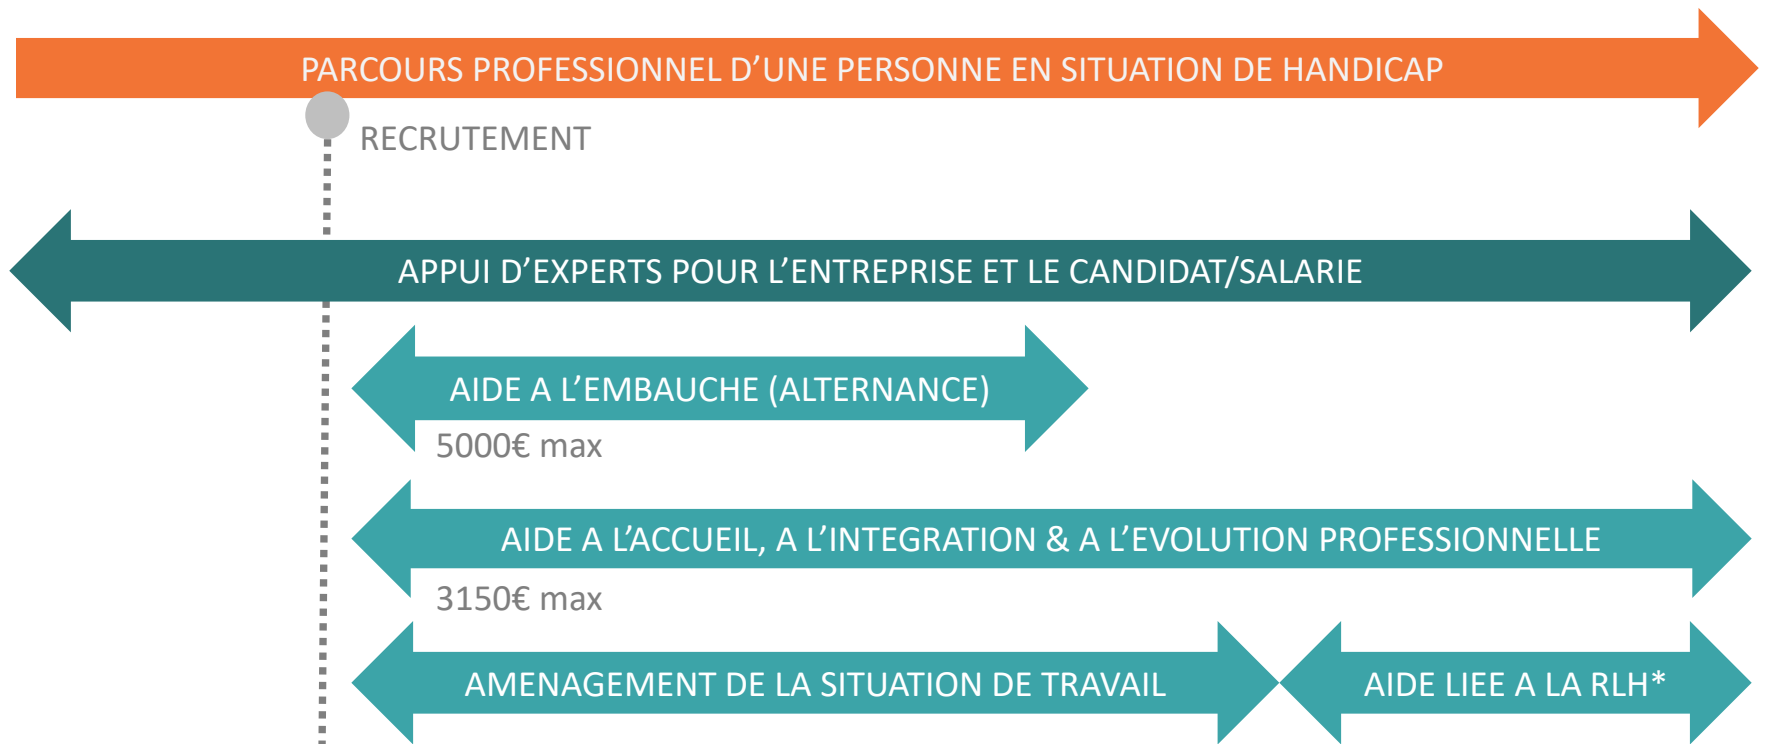 PARCOURS PROFESSIONNEL D’UNE PERSONNE EN SITUATION DE HANDICAP
RECRUTEMENT
APPUI D’EXPERTS POUR L’ENTREPRISE ET LE CANDIDAT/SALARIE
AIDE A L’EMBAUCHE (ALTERNANCE)
5000€ max
AIDE A L’ACCUEIL, A L’INTEGRATION & A L’EVOLUTION PROFESSIONNELLE
3150€ max
AMENAGEMENT DE LA SITUATION DE TRAVAIL
AIDE LIEE A LA RLH*